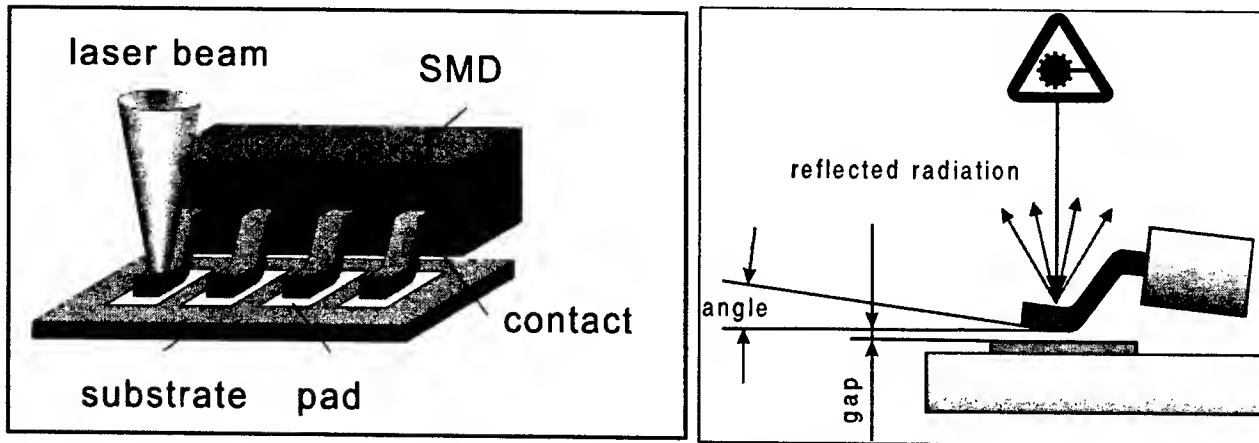 laser beam
SMD
contact
substrate pad
reflected radiation
angle
gap